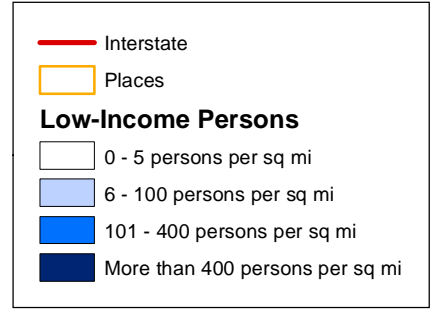 Interstate
Places
Low-Income Persons
0 - 5 persons per sq mi
6 - 100 persons per sq mi
101 - 400 persons per sq mi
More than 400 persons per sq mi